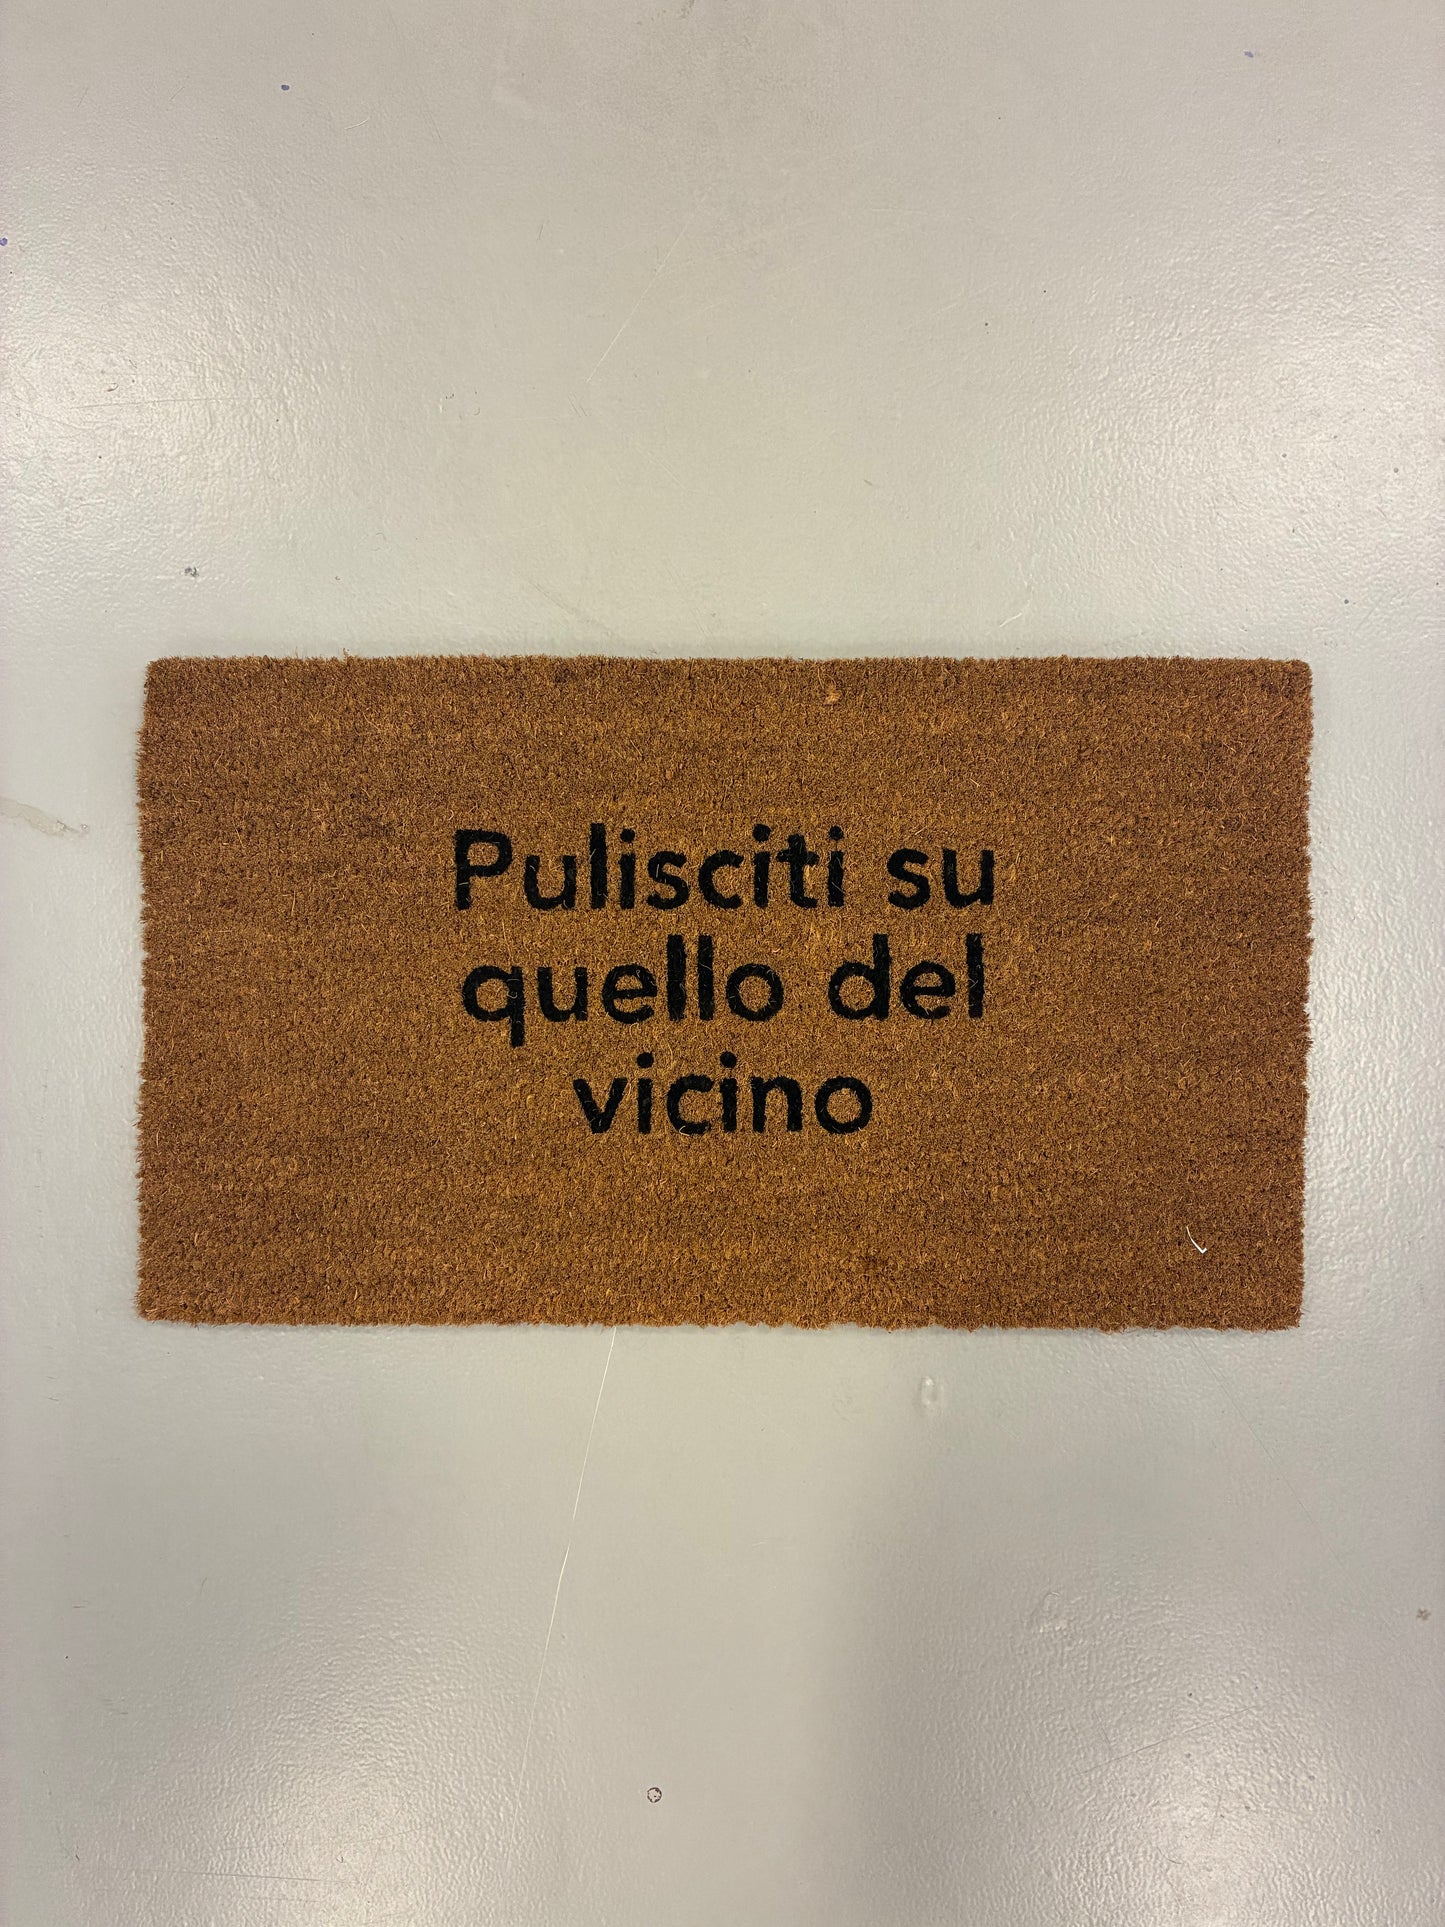 Pulisciti su
quello del
vicino